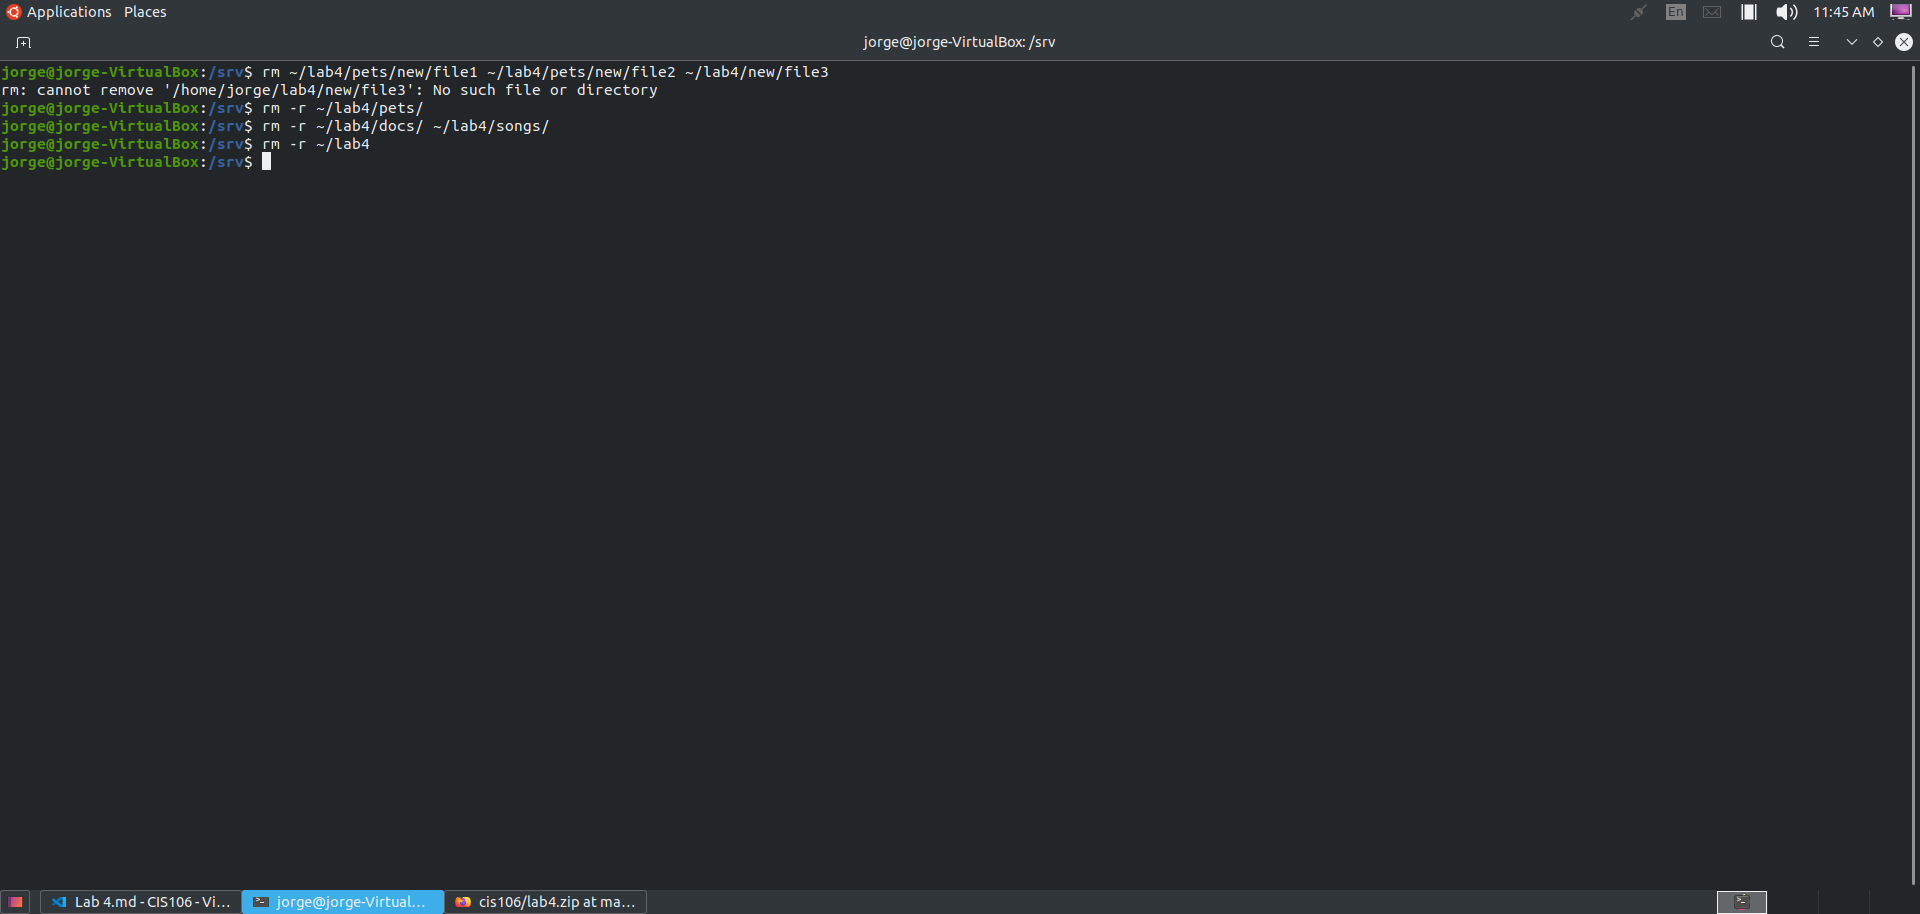 Applications Places En 11:45 AM
jorge@jorge-VirtualBox: /srv
jorge@jorge-VirtualBox:/srv$ rm ~/lab4/pets/new/file1 ~/lab4/pets/new/file2 ~/lab4/new/file3
rm: cannot remove '/home/jorge/lab4/new/file3': No such file or directory
jorge@jorge-VirtualBox:/srv$ rm -r ~/lab4/pets/
jorge@jorge-VirtualBox:/srv$ rm -r ~/lab4/docs/ ~/lab4/songs/
jorge@jorge-VirtualBox:/srv$ rm -r ~/lab4
jorge@jorge-VirtualBox:/srv$
Lab 4.md - CIS106 - Vi... jorge@jorge-Virtual... cis106/lab4.zip at ma...